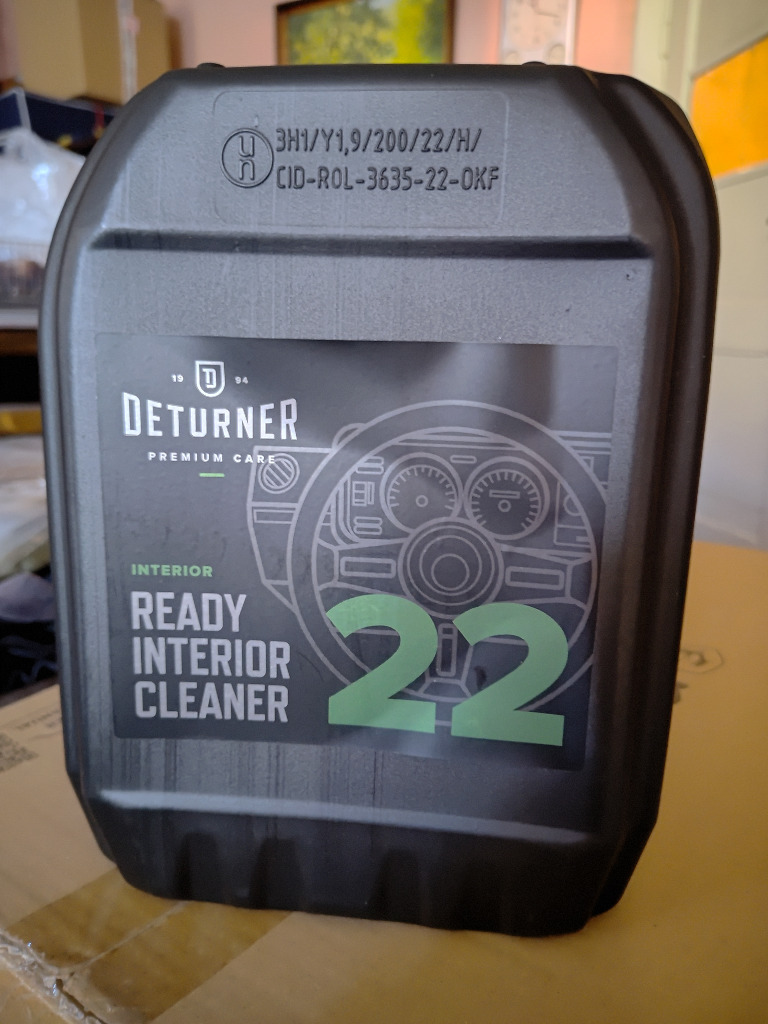 un 3H1/Y1,9/200/22/H/
CID-ROL-3635-22-OKF
19 D 94
DETURNER
PREMIUM CARE
INTERIOR
READY
INTERIOR
CLEANER
22